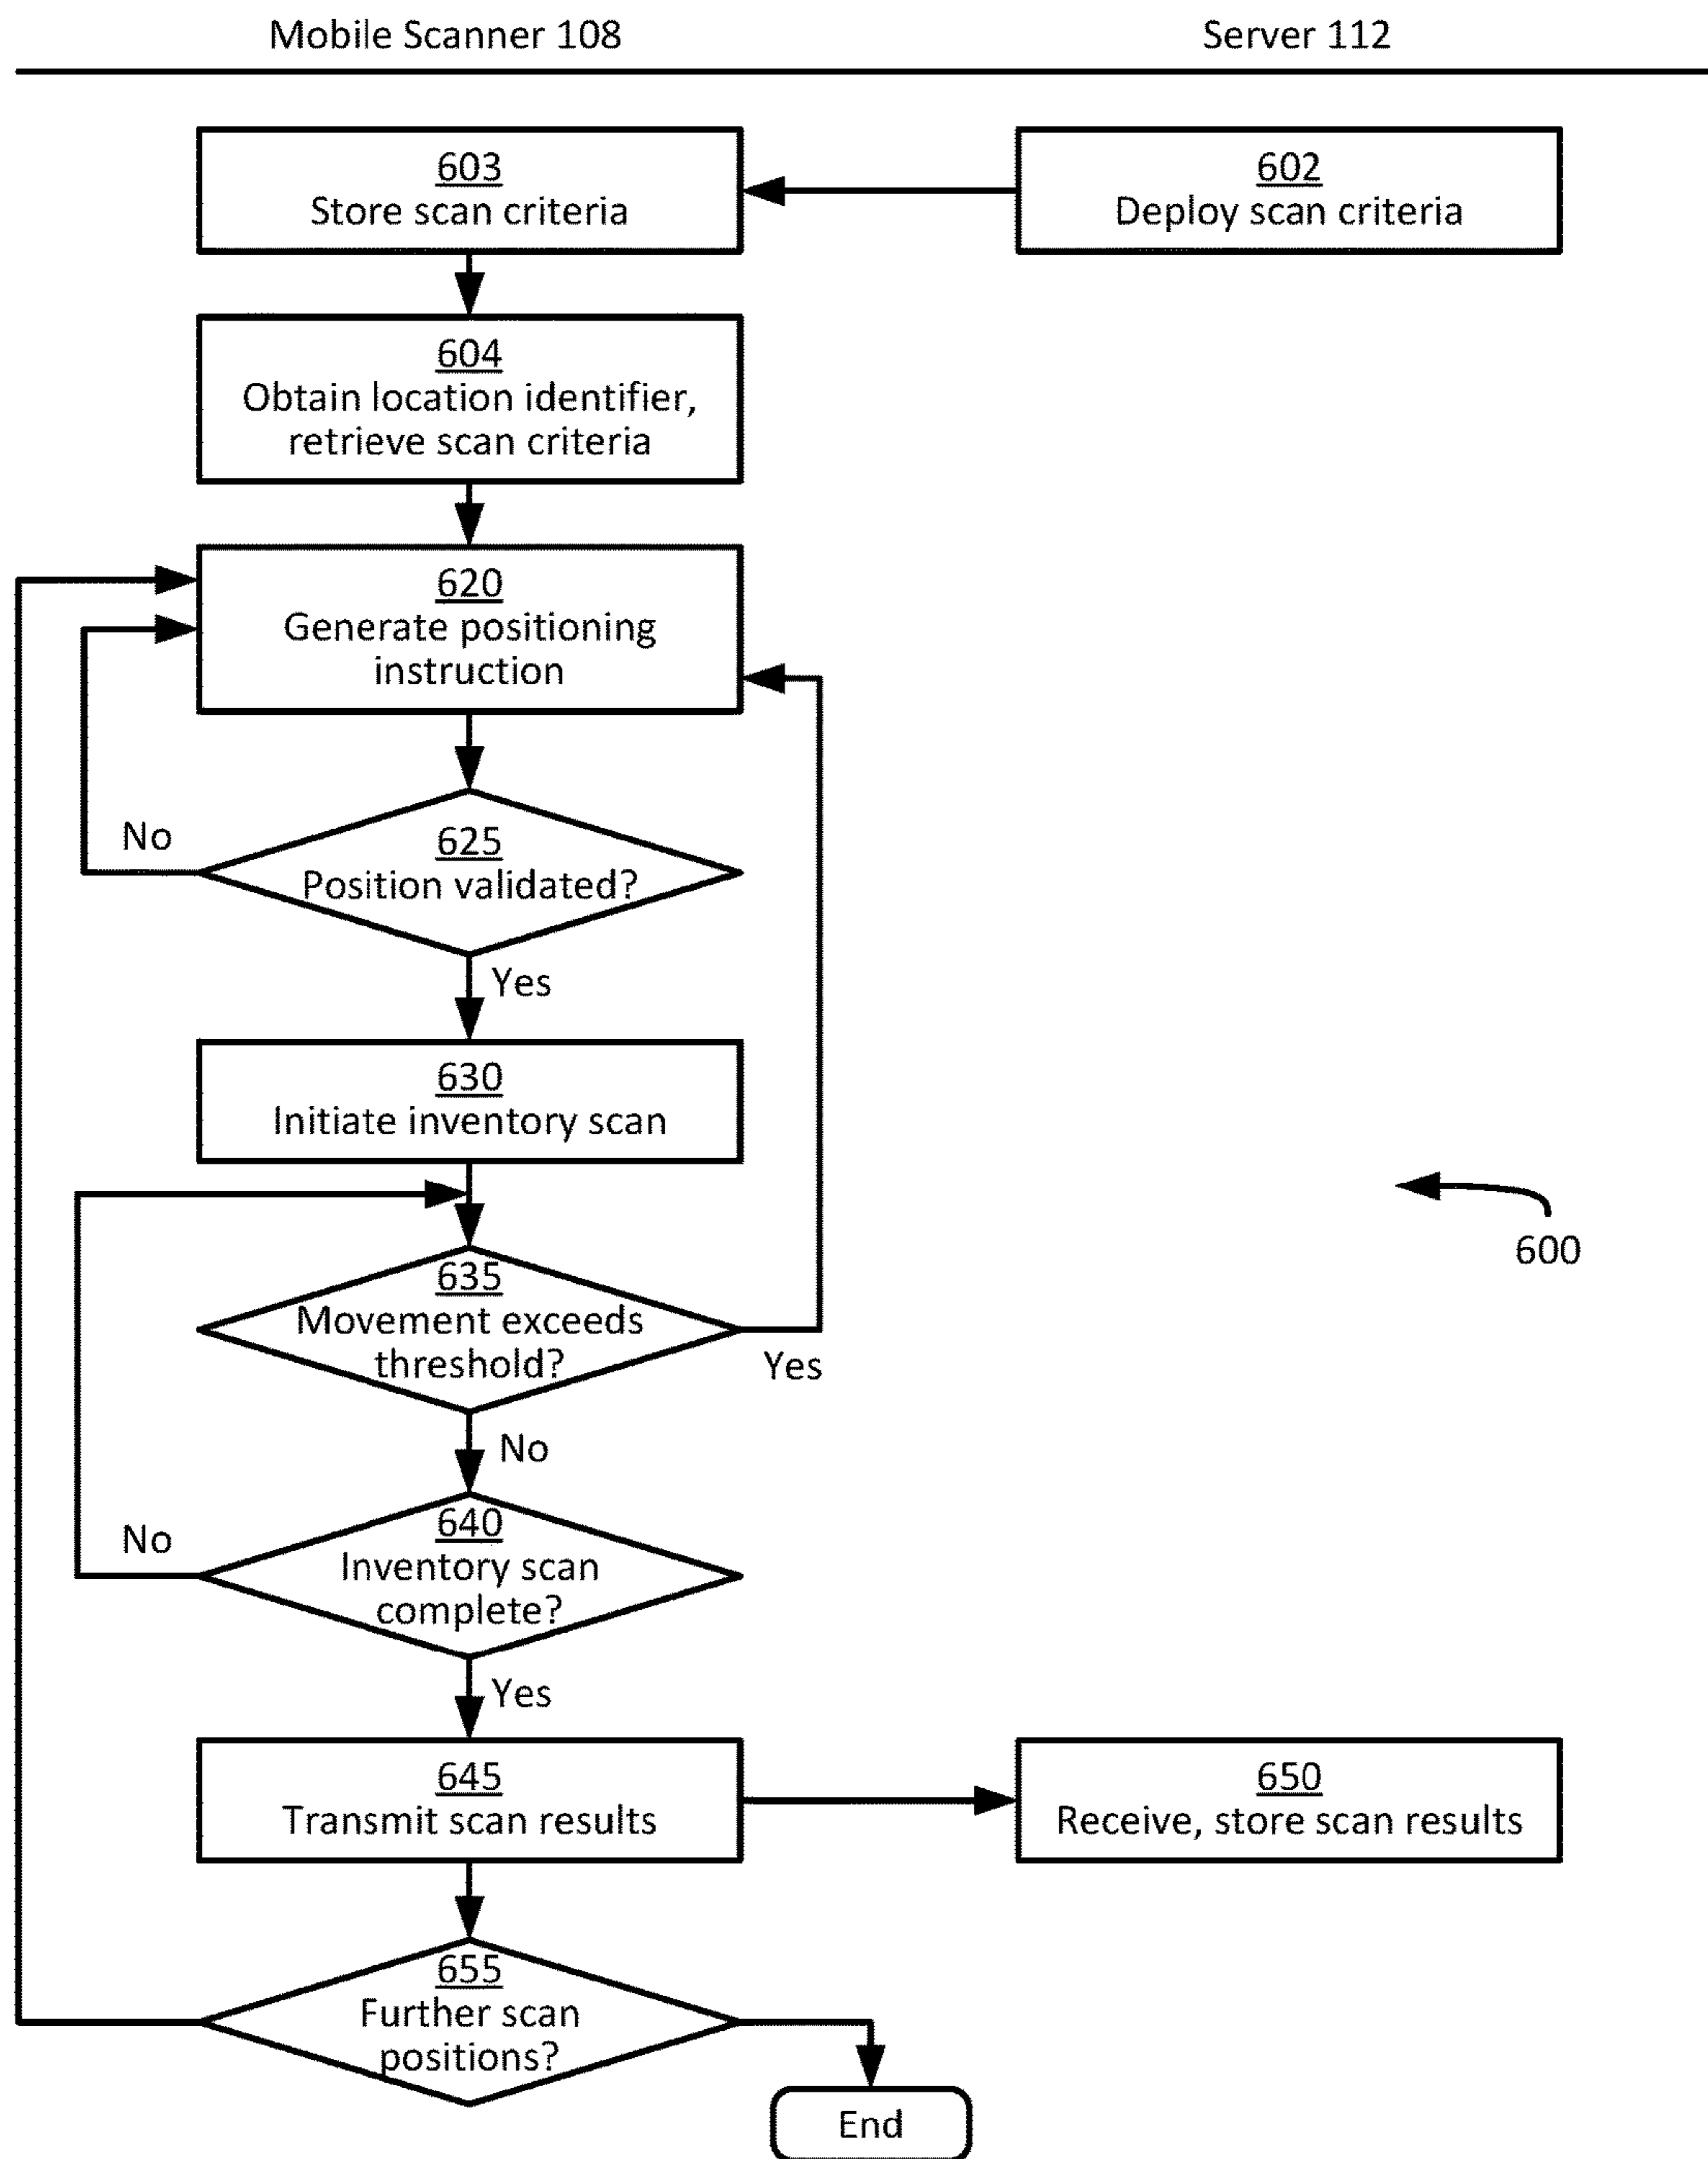 Mobile Scanner 108
Server 112
603
Store scan criteria
602
Deploy scan criteria
604
Obtain location identifier,
retrieve scan criteria
620
Generate positioning
instruction
625
Position validated?
No
Yes
630
Initiate inventory scan
600
635
Movement exceeds
threshold?
Yes
No
640
Inventory scan
complete?
No
Yes
645
Transmit scan results
650
Receive, store scan results
655
Further scan
positions?
End